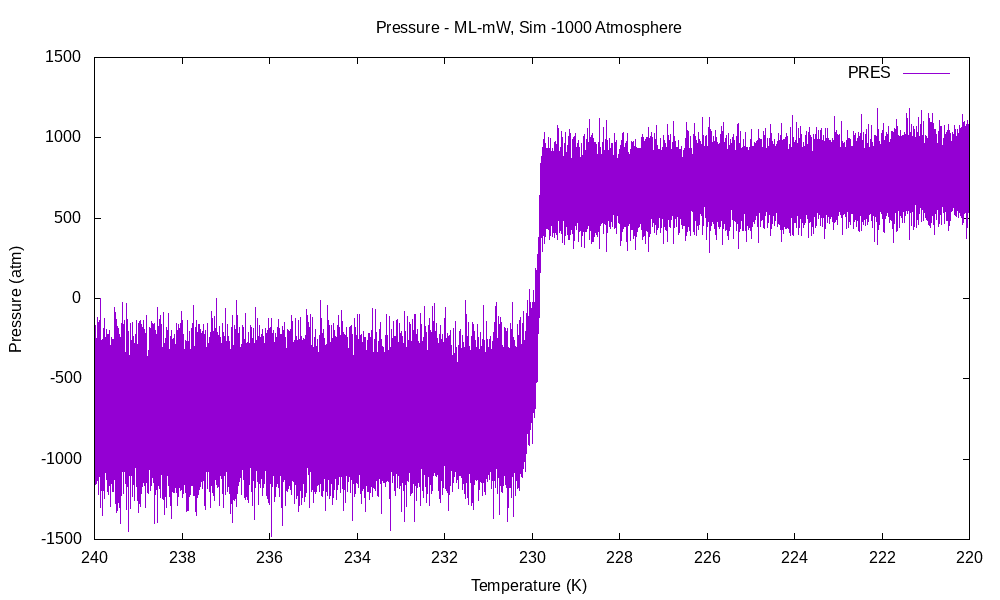 Pressure - ML-mW, Sim -1000 Atmosphere
PRES
1500
1000
500
0
-500
-1000
-1500
Pressure (atm)
240 238 236 234 232 230 228 226 224 222 220
Temperature (K)